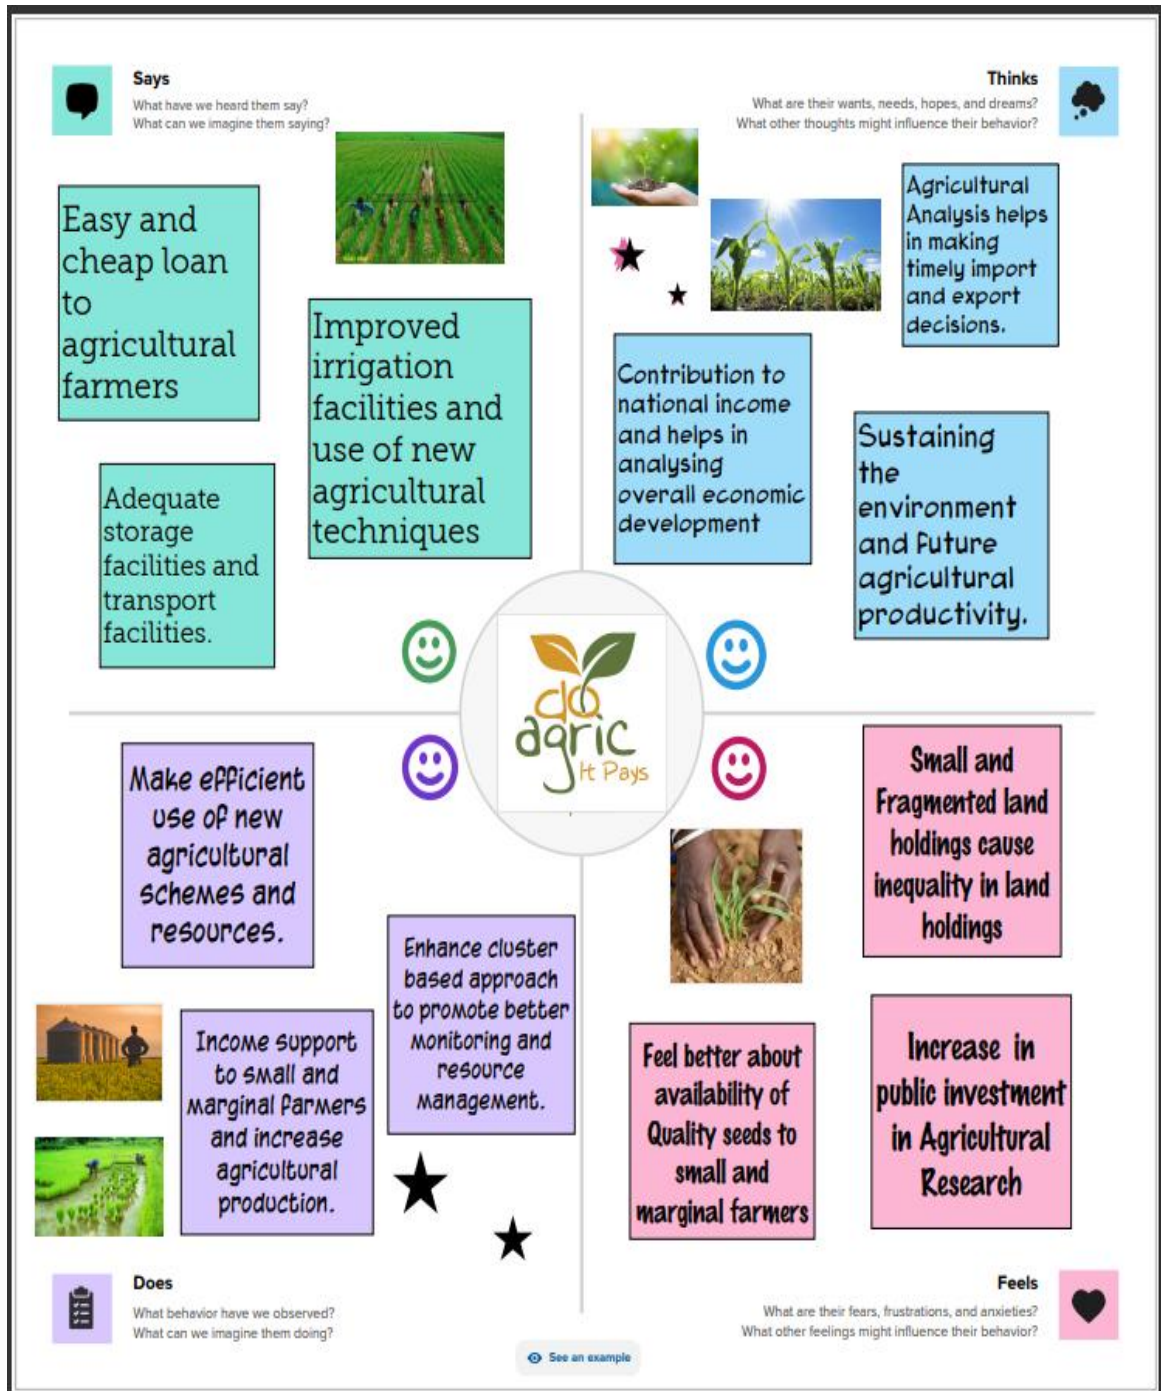 Says
What have we heard them say?
What can we imagine them saying?
Easy and
cheap loan
to
agricultural
farmers
Improved
irrigation
facilities and
use of new
agricultural
techniques
Adequate
storage
facilities and
transport
facilities.
Thinks
What are their wants, needs, hopes, and dreams?
What other thoughts might influence their behavior?
Agricultural
Analysis helps
in making
timely import
and export
decisions.
Contribution to
national income
and helps in
analysing
overall economic
development
Sustaining
the
environment
and future
agricultural
productivity.
do
agric
It Pays
Make efficient
use of new
agricultural
schemes and
resources.
Enhance cluster
based approach
to promote better
monitoring and
resource
management.
Income support
to small and
marginal farmers
and increase
agricultural
production.
Does
What behavior have we observed?
What can we imagine them doing?
Small and
Fragmented land
holdings cause
inequality in land
holdings
Feel better about
availability of
Quality seeds to
small and
marginal farmers
Increase in
public investment
in Agricultural
Research
Feels
What are their fears, frustrations, and anxieties?
What other feelings might influence their behavior?
See an example